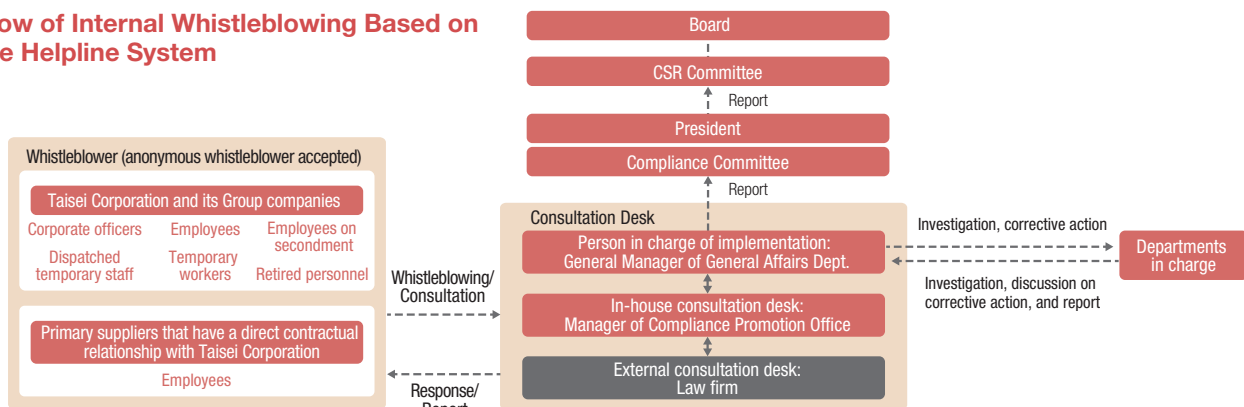 ow of Internal Whistleblowing Based on
e Helpline System
Board
CSR Committee
Report
President
Compliance Committee
Report
Whistleblower (anonymous whistleblower accepted)
Taisei Corporation and its Group companies
Corporate officers
Employees
Employees on
secondment
Dispatched
temporary staff
Temporary
workers
Retired personnel
Primary suppliers that have a direct contractual
relationship with Taisei Corporation
Employees
Whistleblowing/
Consultation
Response/
Report
Consultation Desk
Person in charge of implementation:
General Manager of General Affairs Dept.
In-house consultation desk:
Manager of Compliance Promotion Office
External consultation desk:
Law firm
Investigation, corrective action
Investigation, discussion on
corrective action, and report
Departments
in charge